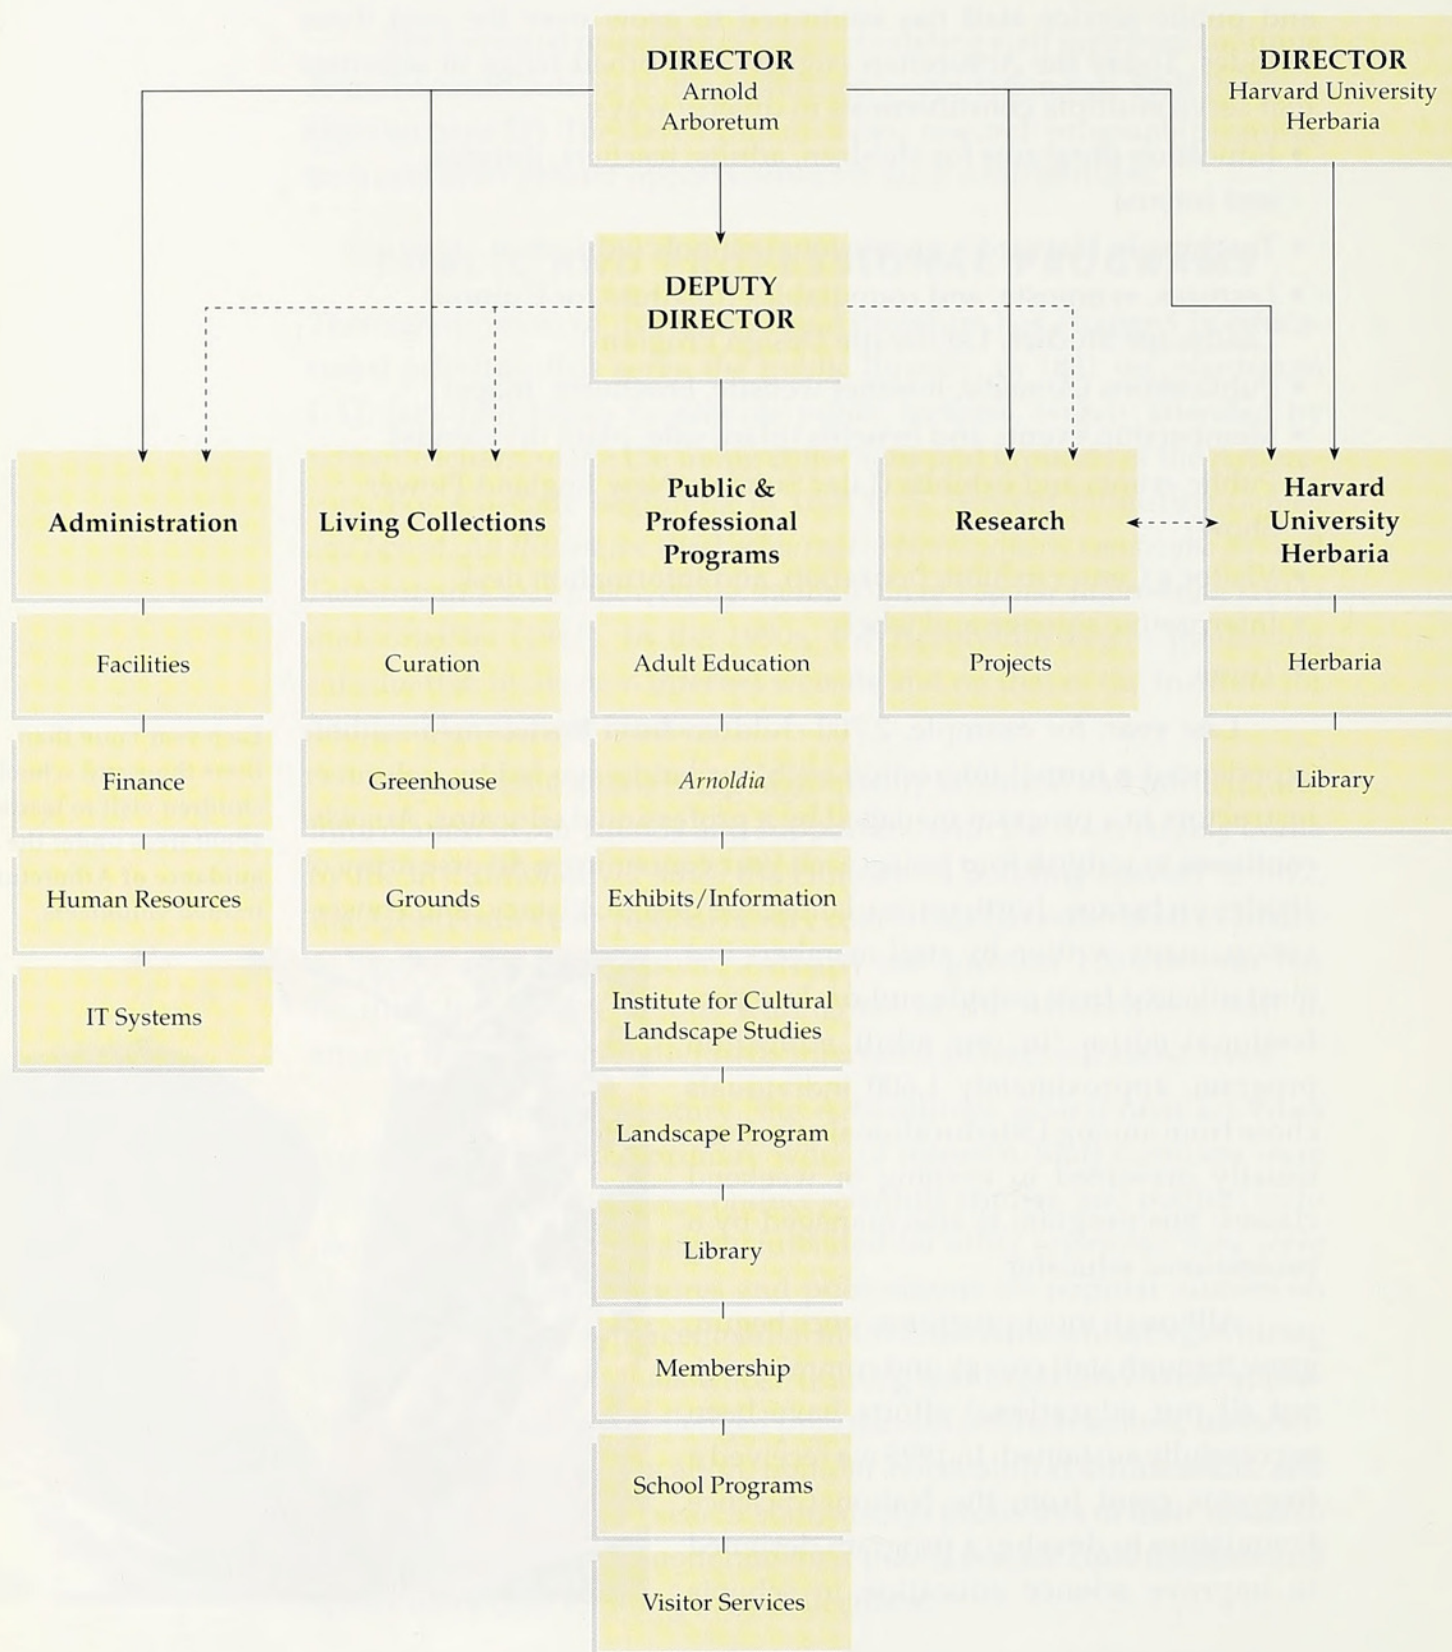 DIRECTOR
Arnold
Arboretum
DIRECTOR
Harvard University
Herbaria
DEPUTY
DIRECTOR
Administration
Facilities
Finance
Human Resources
IT Systems
Living Collections
Curation
Greenhouse
Grounds
Public &
Professional
Programs
Adult Education
Arnoldia
Exhibits/Information
Institute for Cultural
Landscape Studies
Landscape Program
Library
Membership
School Programs
Visitor Services
Research
Projects
Harvard
University
Herbaria
Herbaria
Library